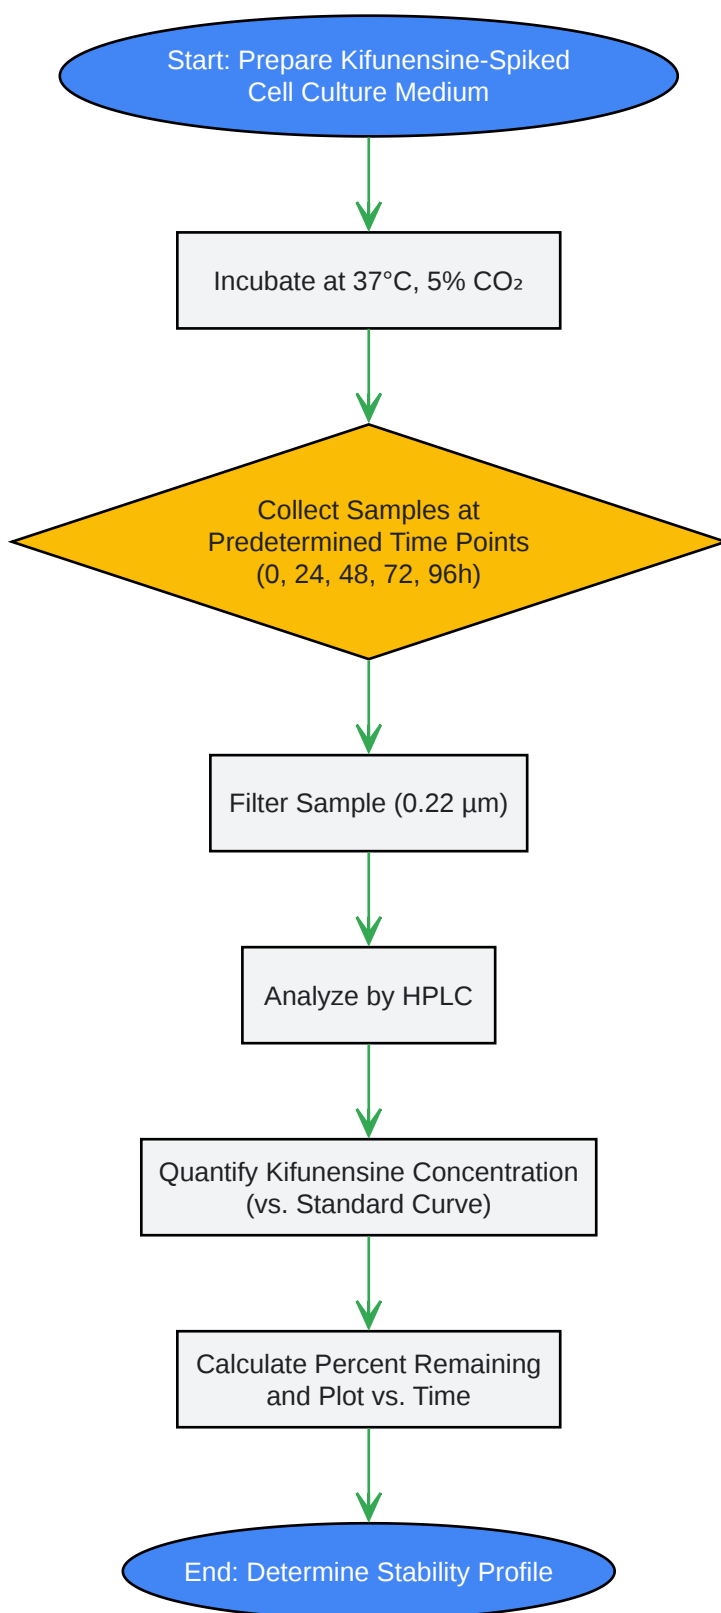 Start: Prepare Kifunensine-Spiked
Cell Culture Medium
Incubate at 37°C, 5% CO₂
Collect Samples at
Predetermined Time Points
(0, 24, 48, 72, 96h)
Filter Sample (0.22 µm)
Analyze by HPLC
Quantify Kifunensine Concentration
(vs. Standard Curve)
Calculate Percent Remaining
and Plot vs. Time
End: Determine Stability Profile